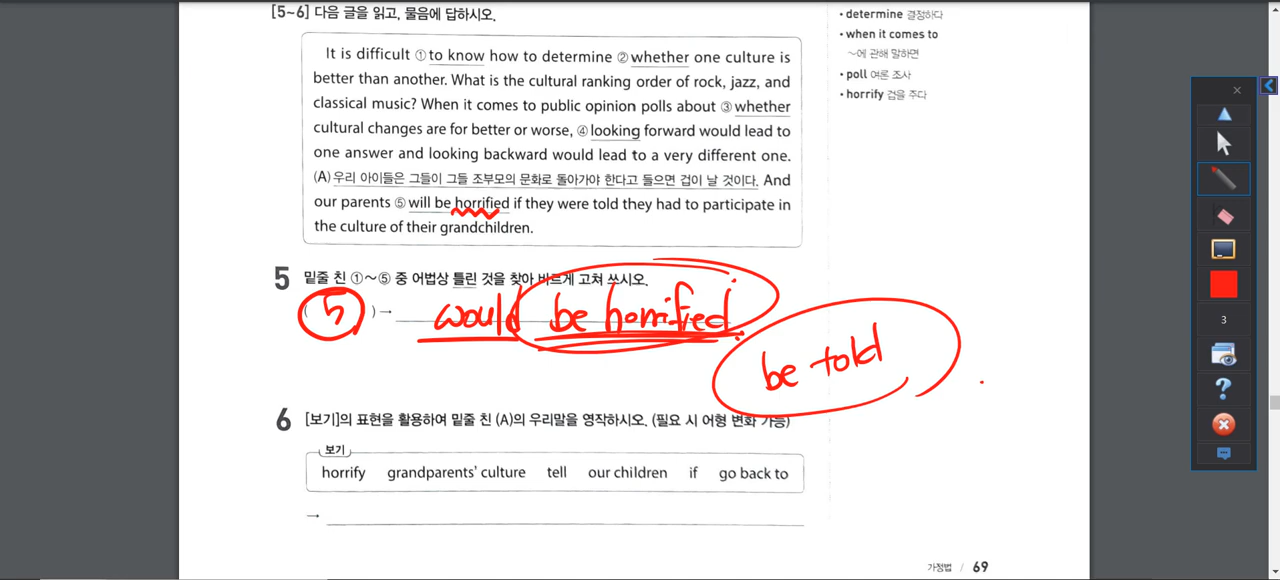 [5~6] 다음 글을 읽고, 물음에 답하시오.
It is difficult ① to know how to determine ② whether one culture is
better than another. What is the cultural ranking order of rock, jazz, and
classical music? When it comes to public opinion polls about ③ whether
cultural changes are for better or worse, ④ looking forward would lead to
one answer and looking backward would lead to a very different one.
(A) 우리 아이들은 그들이 그들 조부모의 문화로 돌아가야 한다고 들으면 겁이 날 것이다. And
our parents ⑤ will be horrified if they were told they had to participate in
the culture of their grandchildren.
• determine 결정하다
• when it comes to
~에 관해 말하면
• poll 여론 조사
• horrify 겁을 주다
5 밑줄 친 ①~⑤ 중 어법상 틀린 것을 찾아 바르게 고쳐 쓰시오.
( 5 ) → would be horrified.
be told
6 [보기]의 표현을 활용하여 밑줄 친 (A)의 우리말을 영작하시오. (필요 시 어형 변화 가능)
보기
horrify grandparents' culture tell our children if go back to
→
가정법 / 69
3